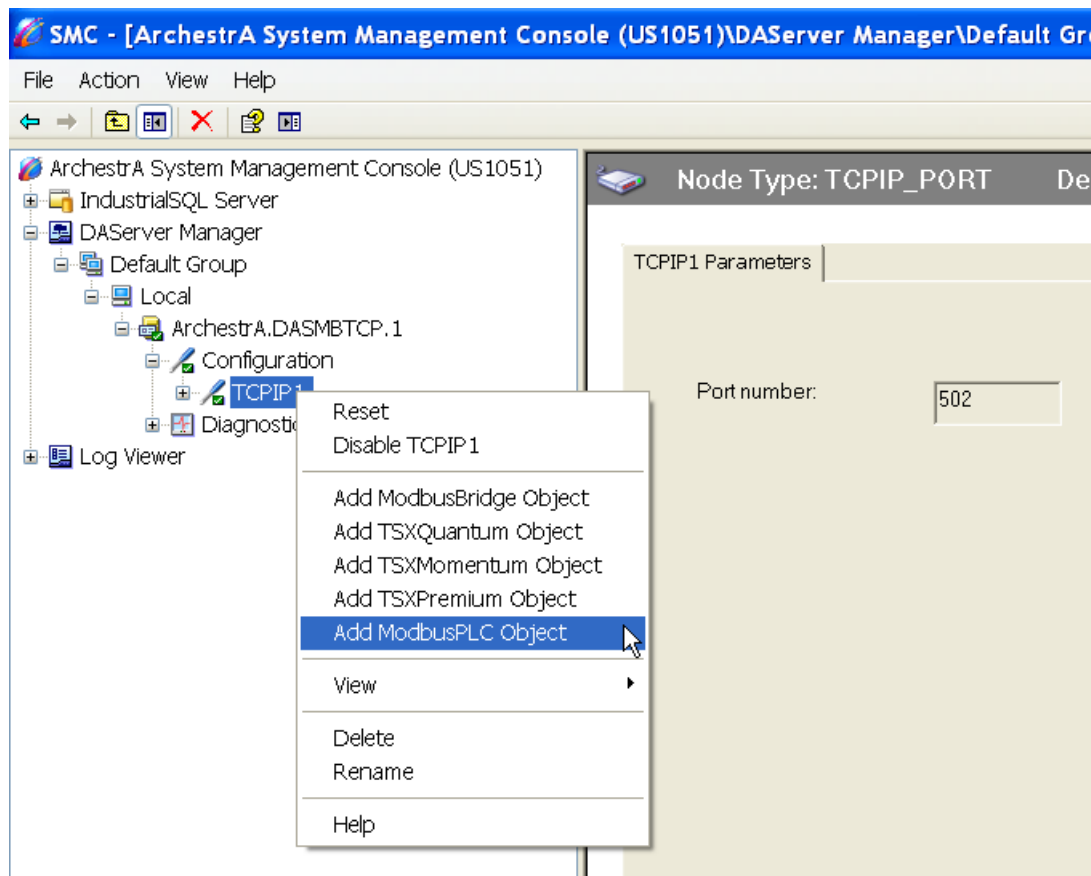 SMC - [ArchestrA System Management Console (US1051)\DAServer Manager\Default Gr
File Action View Help
ArchestrA System Management Console (US1051)
IndustrialSQL Server
DAServer Manager
Default Group
Local
ArchestrA.DASMBTCP.1
Configuration
TCPIP1
Diagnostic
Log Viewer
Reset
Disable TCPIP1
Add ModbusBridge Object
Add TSXQuantum Object
Add TSXMomentum Object
Add TSXPremium Object
Add ModbusPLC Object
View
Delete
Rename
Help
Node Type: TCPIP_PORT De
TCPIP1 Parameters
Port number:
502